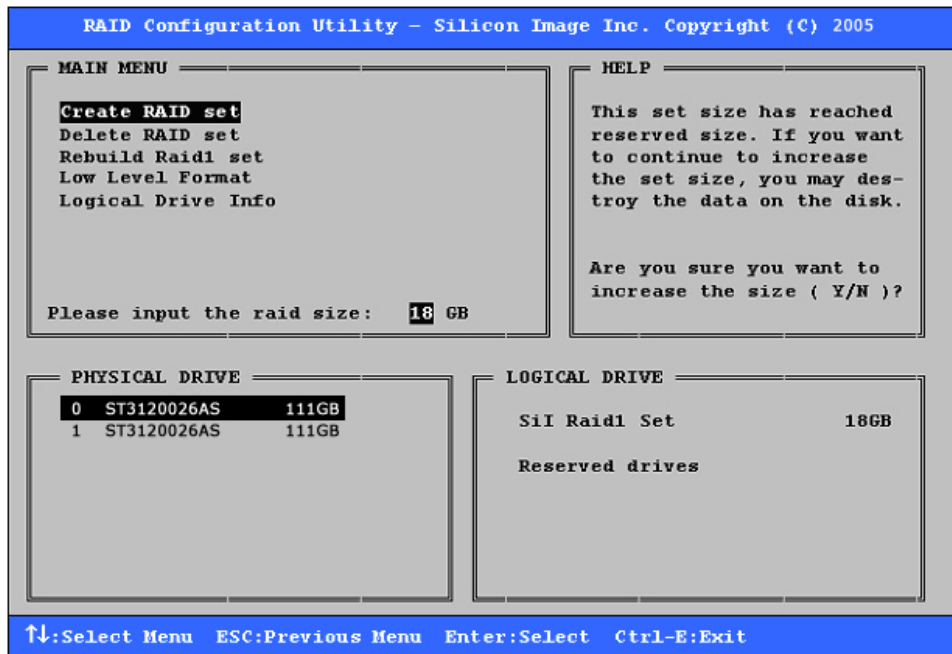 RAID Configuration Utility – Silicon Image Inc. Copyright (C) 2005
MAIN MENU
Create RAID set
Delete RAID set
Rebuild Raid1 set
Low Level Format
Logical Drive Info
Please input the raid size: 18 GB
HELP
This set size has reached
reserved size. If you want
to continue to increase
the set size, you may des-
troy the data on the disk.
Are you sure you want to
increase the size ( Y/N )?
PHYSICAL DRIVE
0 ST3120026AS 111GB
1 ST3120026AS 111GB
LOGICAL DRIVE
SiI Raid1 Set 18GB
Reserved drives
↑↓:Select Menu ESC:Previous Menu Enter:Select Ctrl-E:Exit